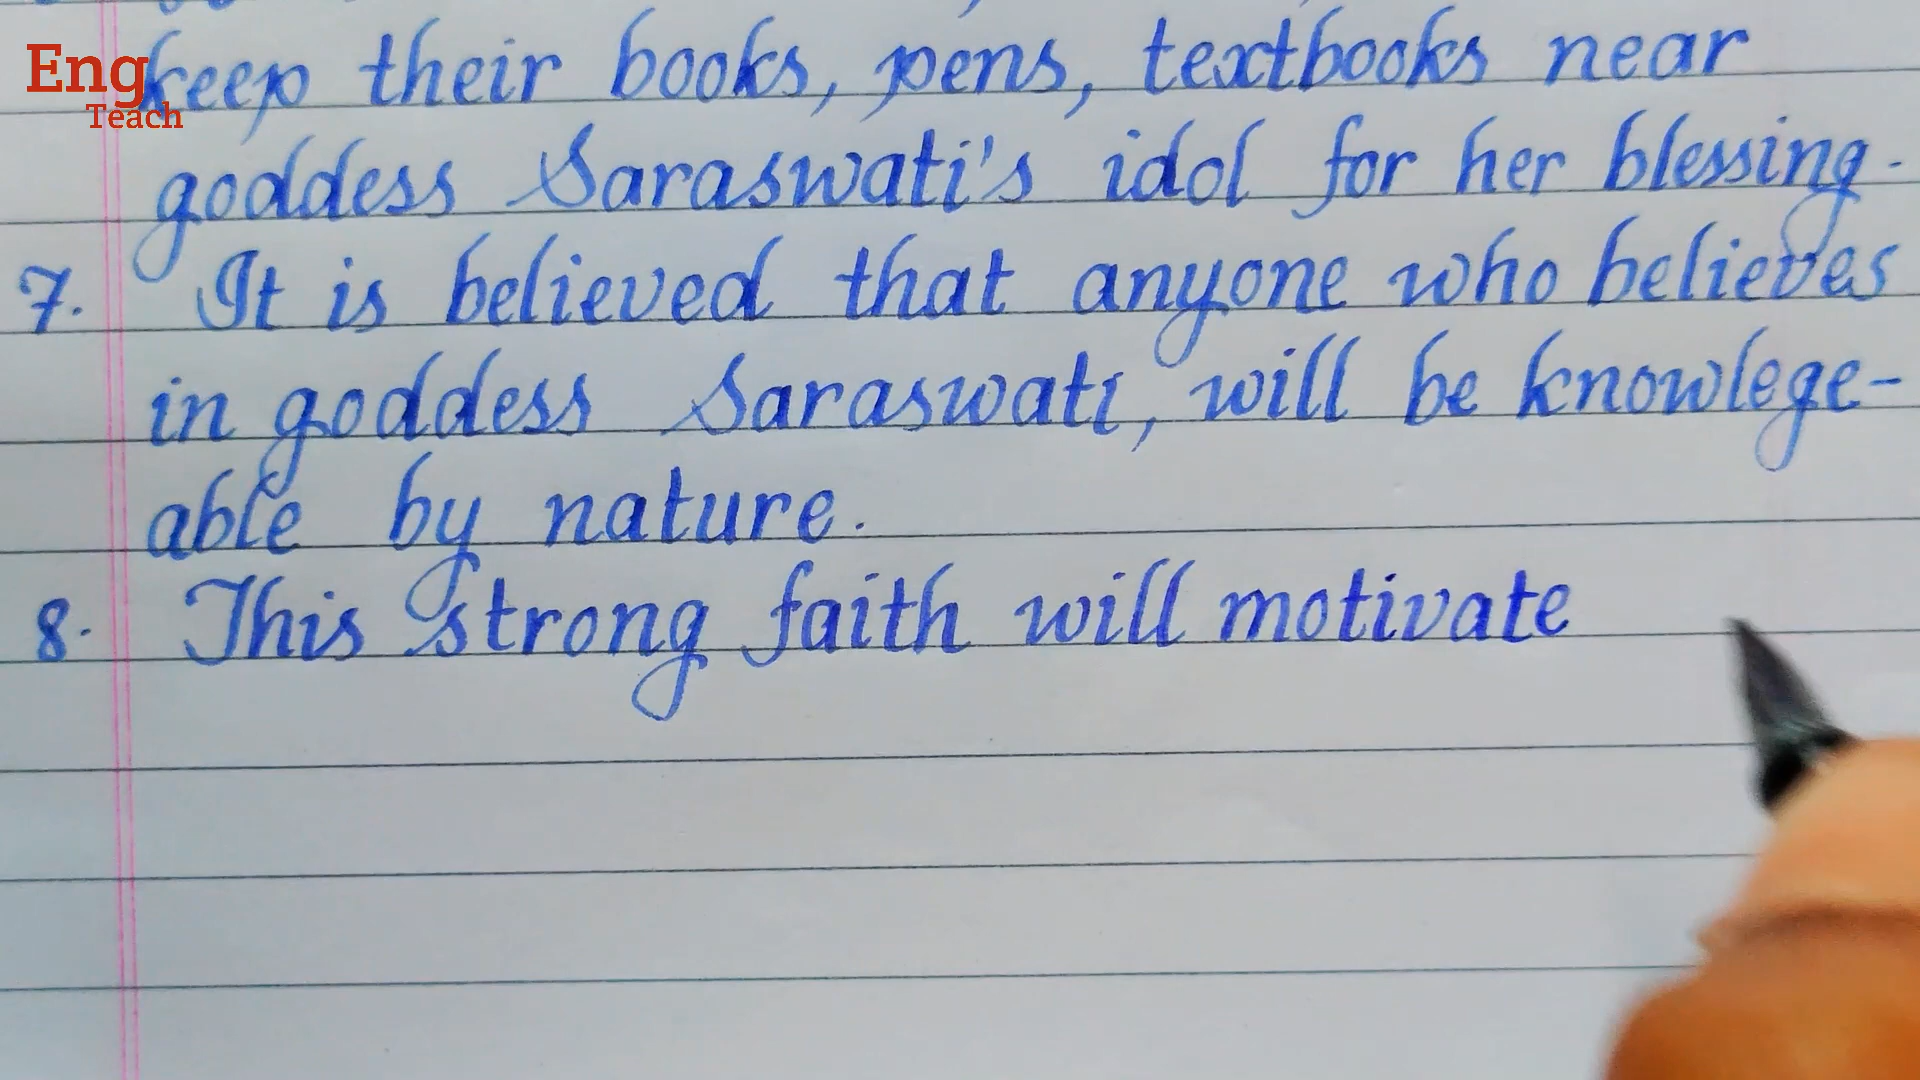 Eng
Teach
keep their books, pens, textbooks near
goddess Saraswati's idol for her blessing.
7. It is believed that anyone who believes
in goddess Saraswati, will be knowlege-
able by nature.
8. This strong faith will motivate